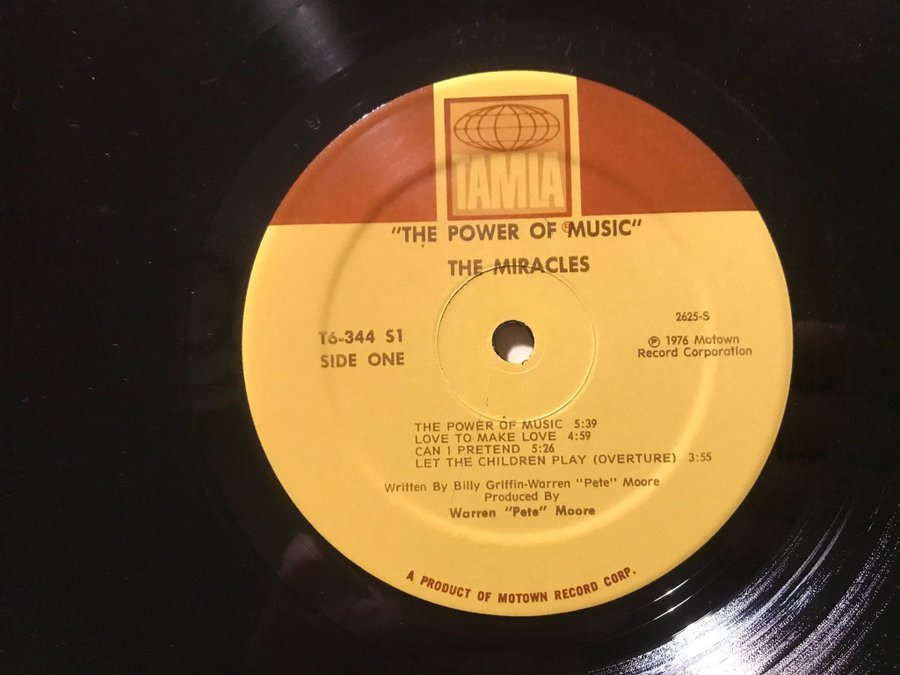 TAMLA
®
"THE POWER OF MUSIC"
THE MIRACLES
T6-344 S1
SIDE ONE
2625-S
℗ 1976 Motown
Record Corporation
THE POWER OF MUSIC 5:39
LOVE TO MAKE LOVE 4:59
CAN I PRETEND 5:26
LET THE CHILDREN PLAY (OVERTURE) 3:55
Written By Billy Griffin-Warren "Pete" Moore
Produced By
Warren "Pete" Moore
A PRODUCT OF MOTOWN RECORD CORP.